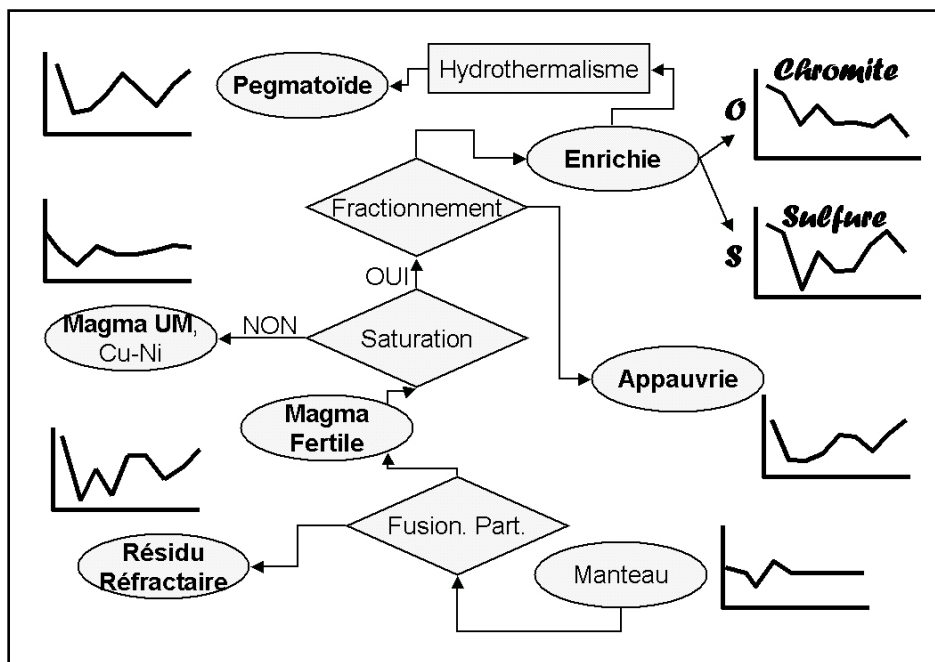 Hydrothermalisme
Pegmatoïde
Chromite
O
Enrichie
Fractionnement
Sulfure
S
OUI
Magma UM,
Cu-Ni
NON
Saturation
Appauvrie
Magma
Fertile
Fusion. Part.
Résidu
Réfractaire
Manteau